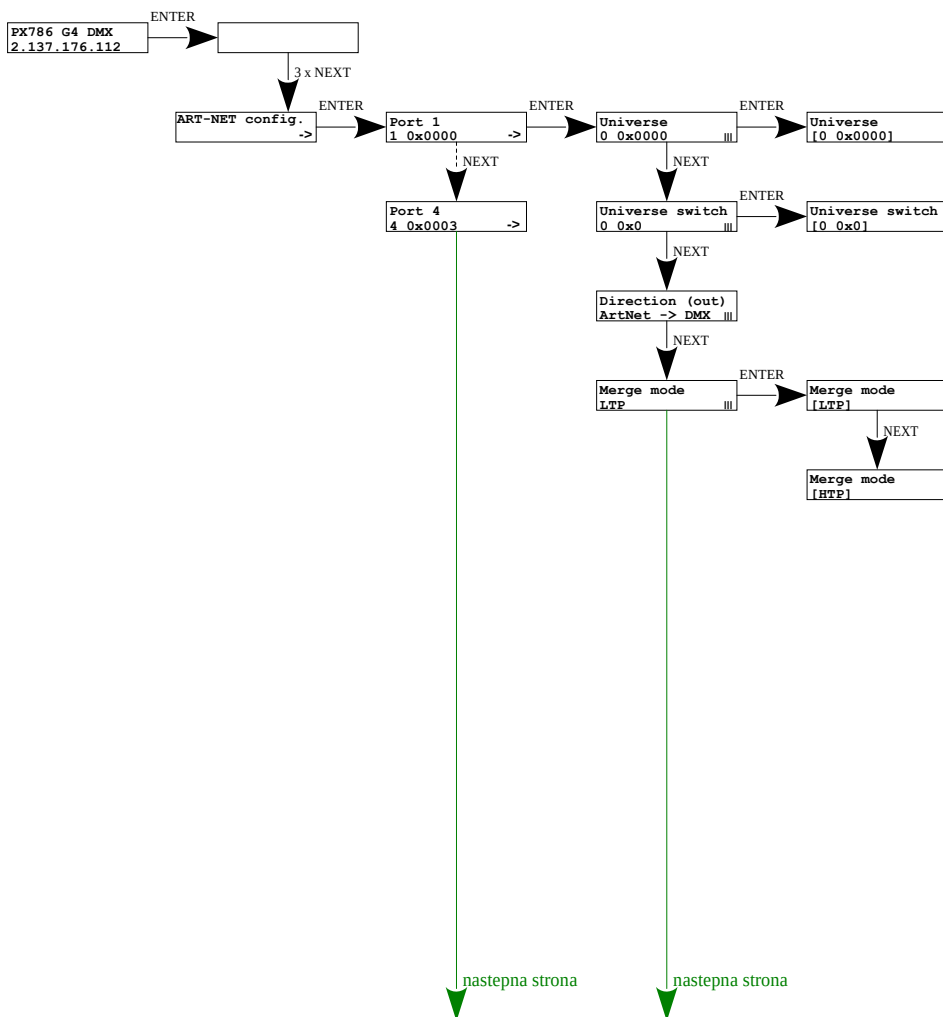 ENTER
PX786 G4 DMX
2.137.176.112
3 x NEXT
ART-NET config.
->
ENTER
Port 1
1 0x0000 ->
ENTER
Universe
0 0x0000
ENTER
Universe
[0 0x0000]
NEXT
NEXT
Port 4
4 0x0003 ->
Universe switch
0 0x0
ENTER
Universe switch
[0 0x0]
NEXT
Direction (out)
ArtNet -> DMX
NEXT
Merge mode
LTP
ENTER
Merge mode
[LTP]
NEXT
Merge mode
[HTP]
nastepna strona
nastepna strona